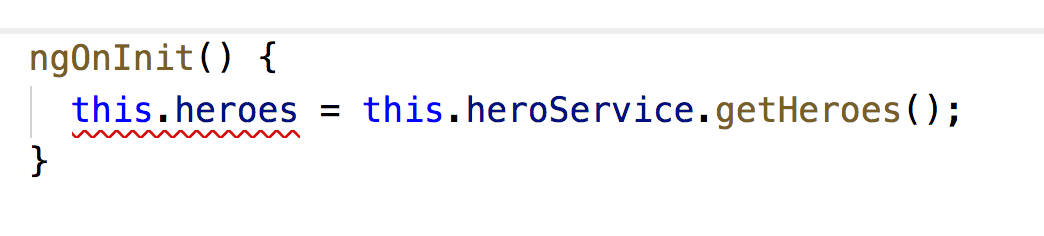 ngOnInit() {
  this.heroes = this.heroService.getHeroes();
}